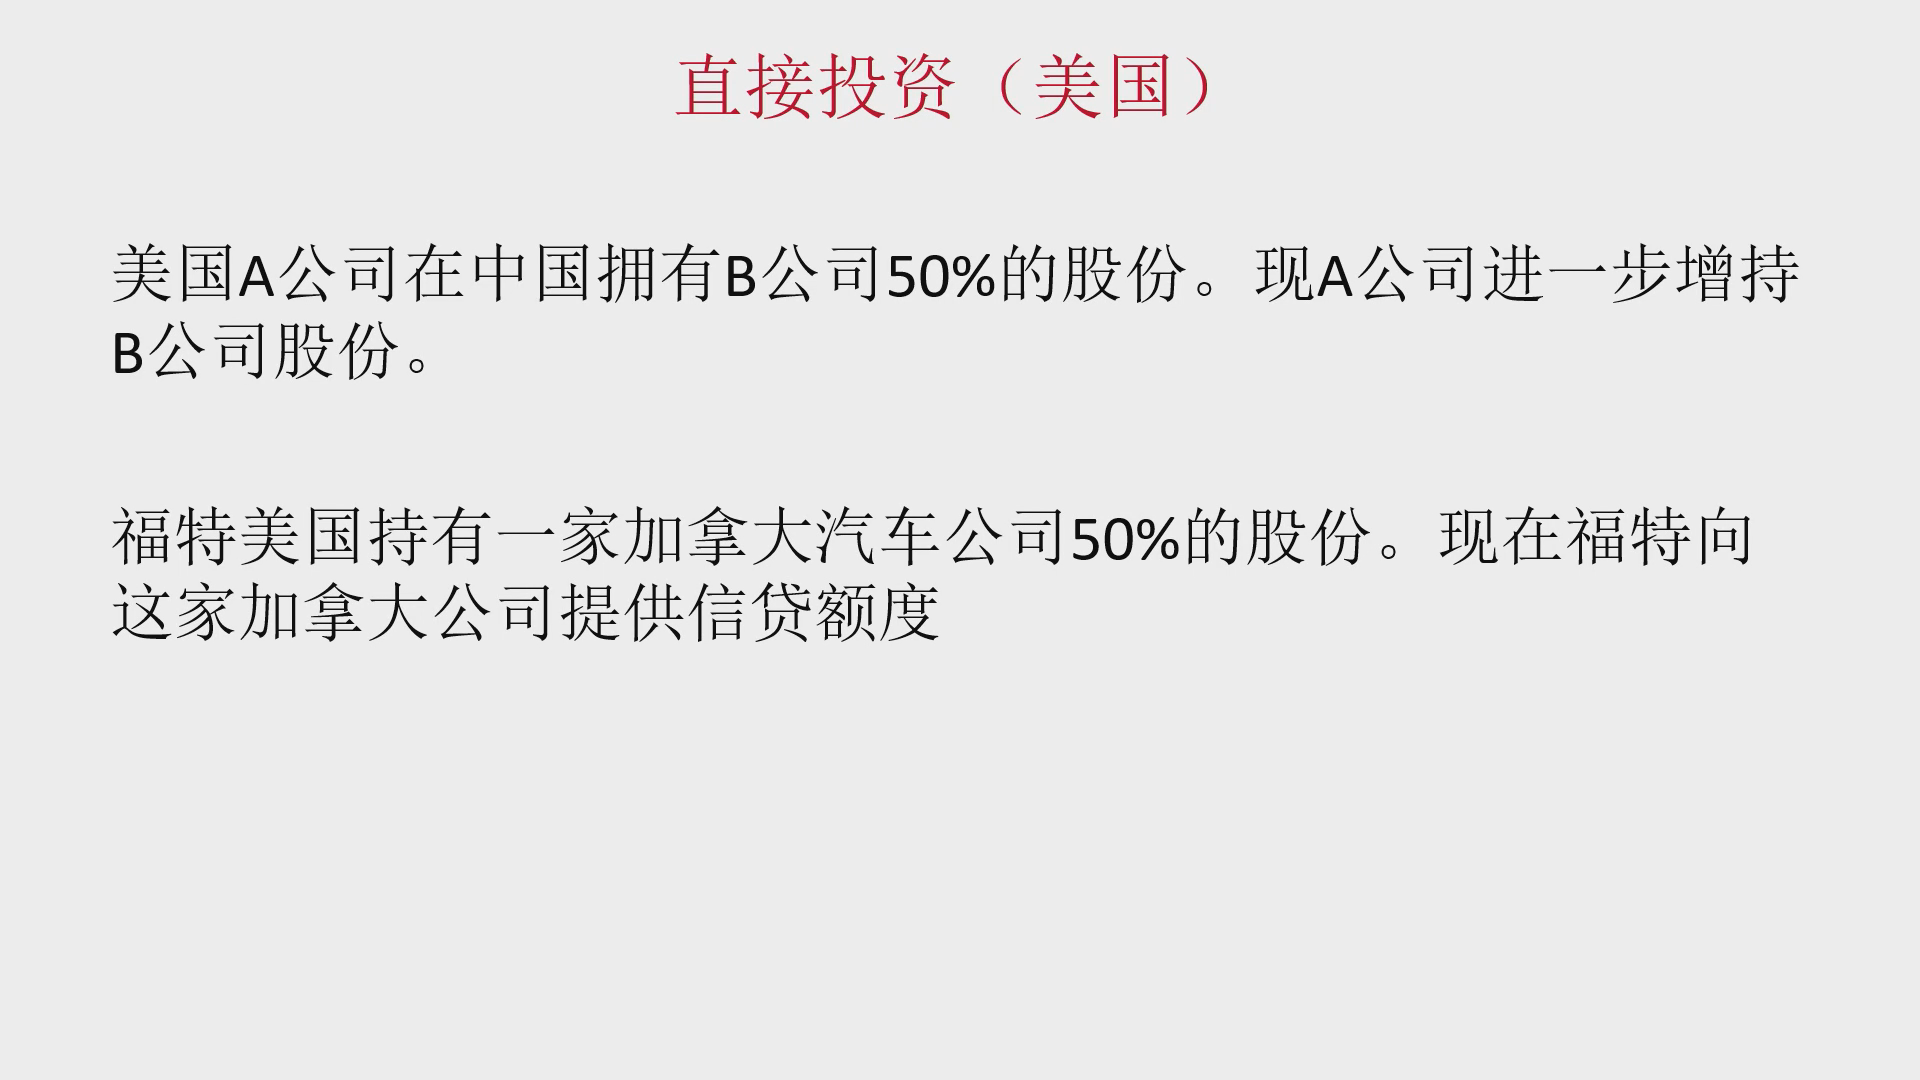 直接投资（美国）
美国A公司在中国拥有B公司50%的股份。现A公司进一步增持
B公司股份。
福特美国持有一家加拿大汽车公司50%的股份。现在福特向
这家加拿大公司提供信贷额度